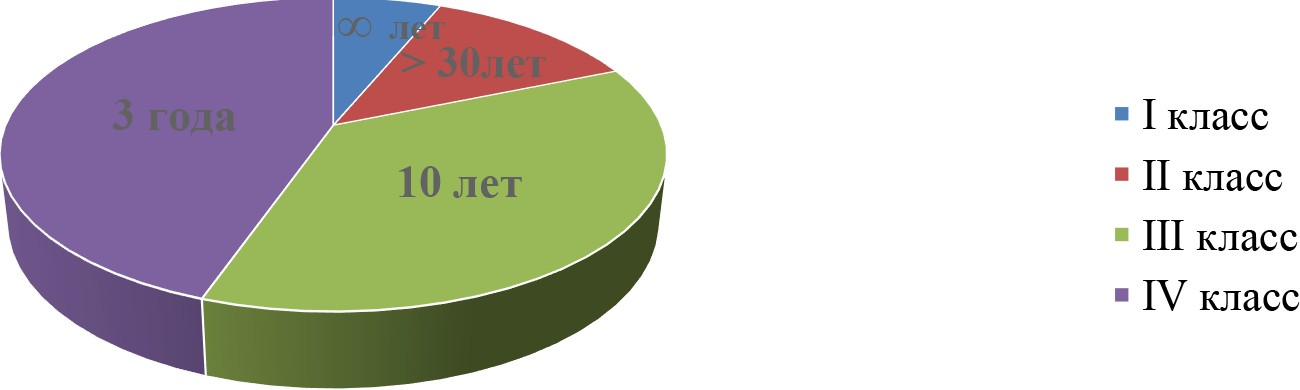 ∞ лет
> 30лет
3 года
10 лет
I класс
II класс
III класс
IV класс